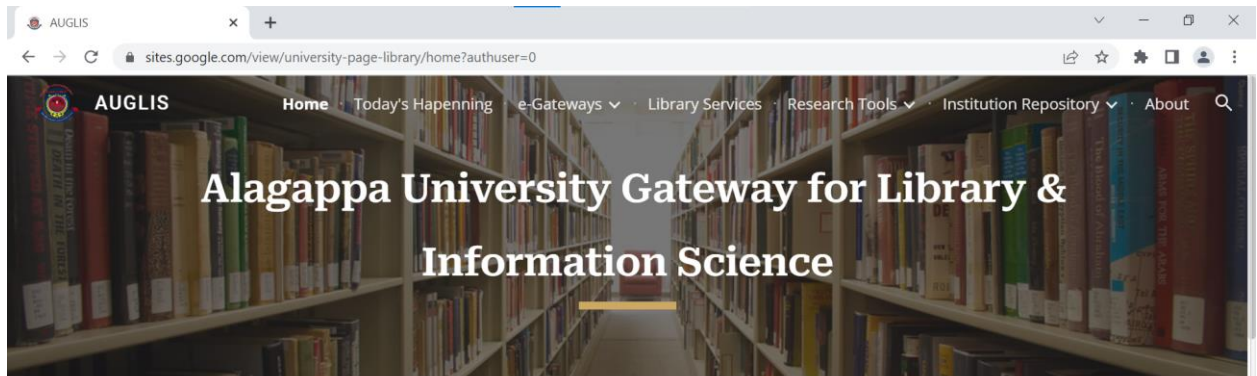 AUGLIS
sites.google.com/view/university-page-library/home?authuser=0
AUGLIS Home Today's Hapenning e-Gateways Library Services Research Tools Institution Repository About
Alagappa University Gateway for Library &
Information Science